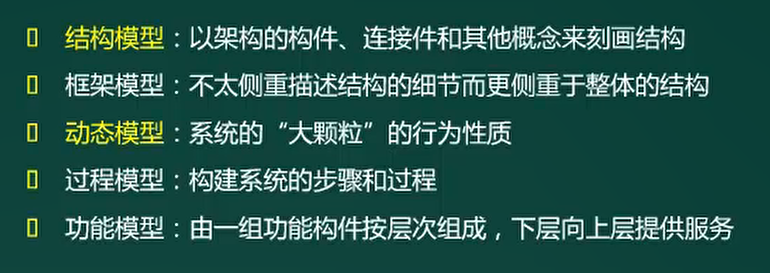 结构模型：以架构的构件、连接件和其他概念来刻画结构
框架模型：不太侧重描述结构的细节而更侧重于整体的结构
动态模型：系统的“大颗粒”的行为性质
过程模型：构建系统的步骤和过程
功能模型：由一组功能构件按层次组成，下层向上层提供服务